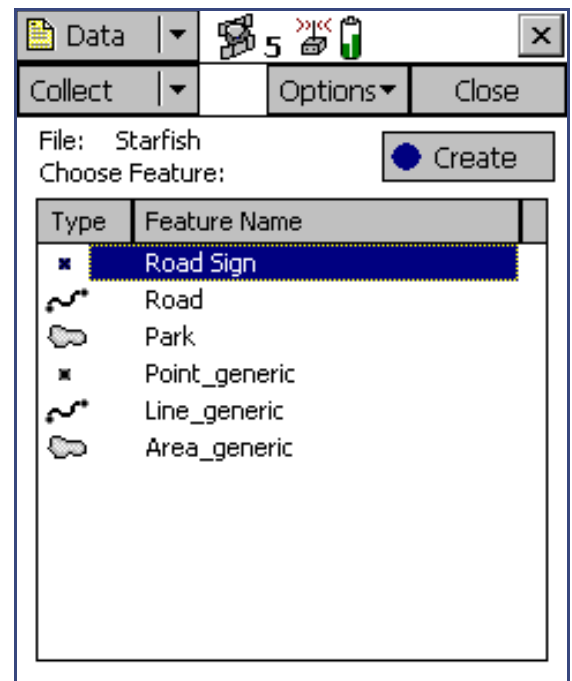 Data 5
Collect Options Close
File: Starfish
Choose Feature:
Create
Type Feature Name
Road Sign
Road
Park
Point_generic
Line_generic
Area_generic